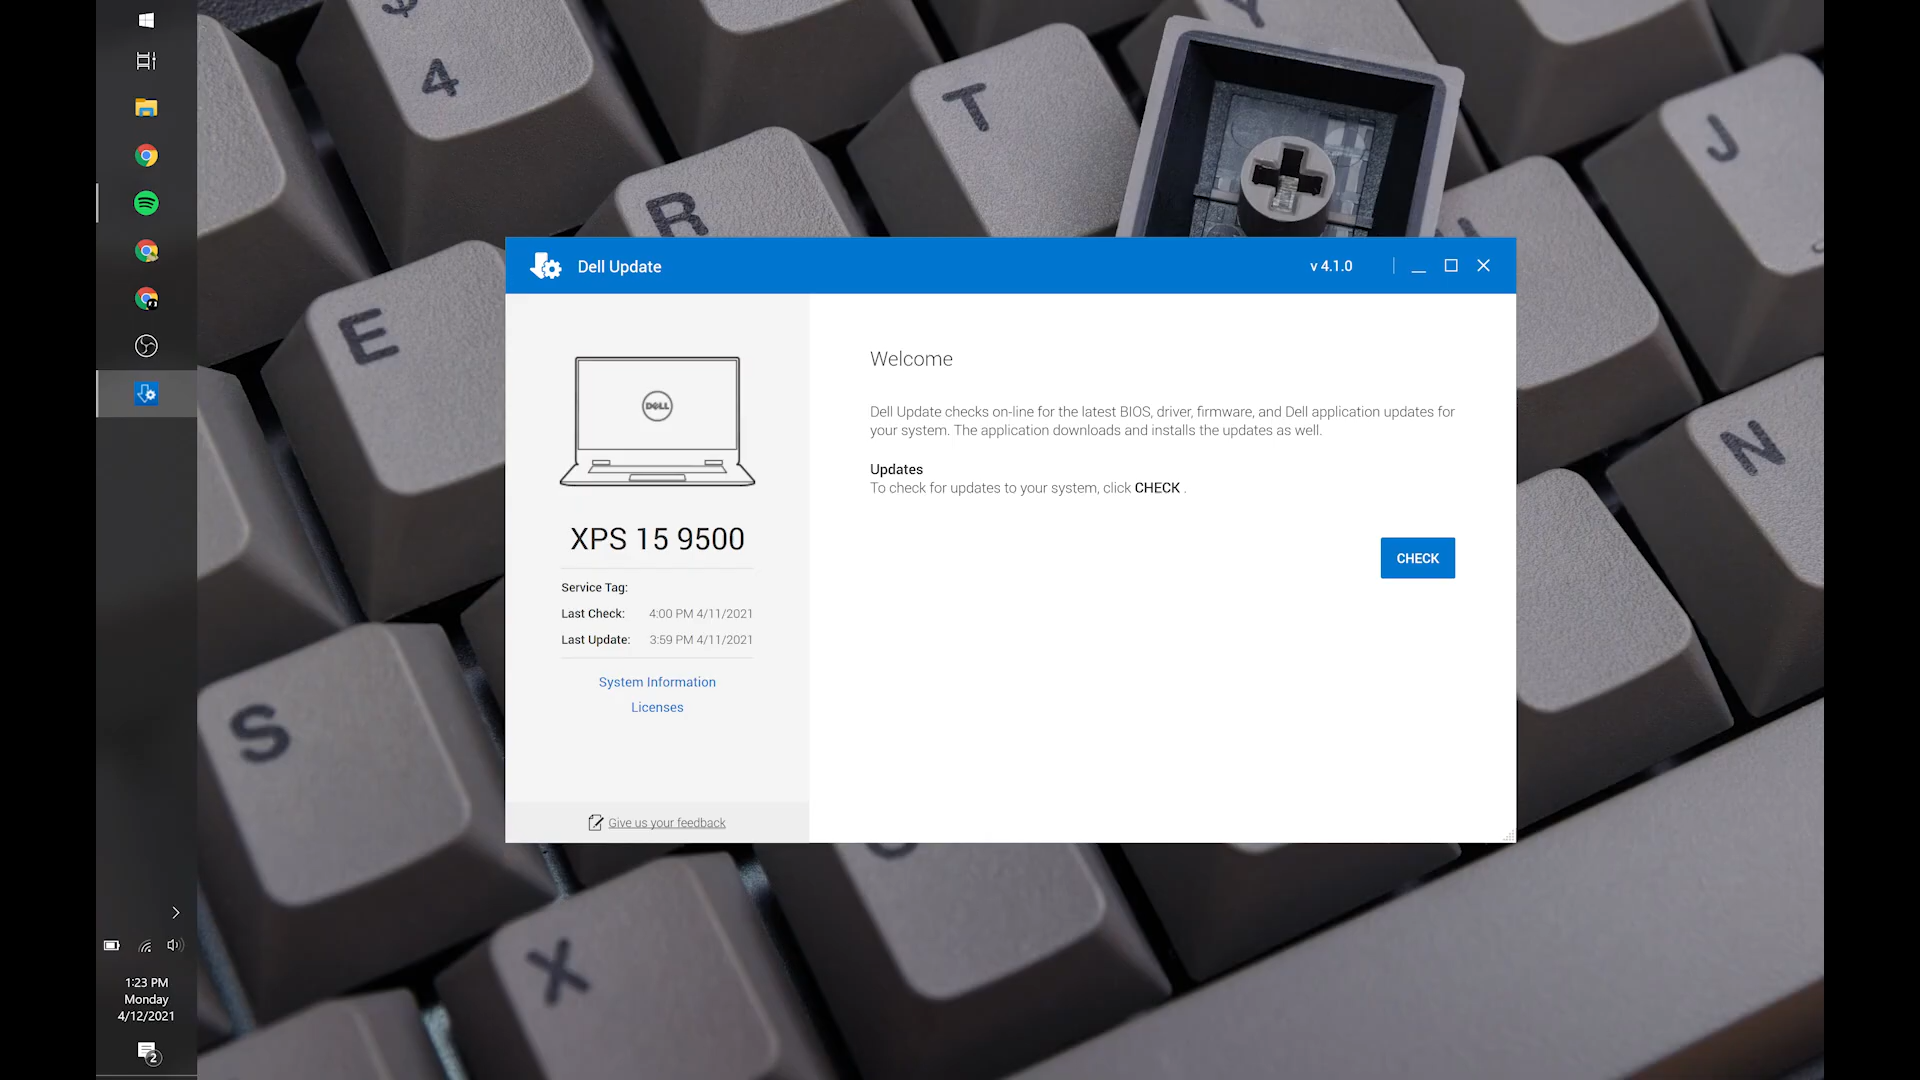 $
4
Y
T
J
R
E
N
S
X
Dell Update
v 4.1.0
DELL
XPS 15 9500
Service Tag:
Last Check: 4:00 PM 4/11/2021
Last Update: 3:59 PM 4/11/2021
System Information
Licenses
Give us your feedback
Welcome
Dell Update checks on-line for the latest BIOS, driver, firmware, and Dell application updates for
your system. The application downloads and installs the updates as well.
Updates
To check for updates to your system, click CHECK .
CHECK
1:23 PM
Monday
4/12/2021
2